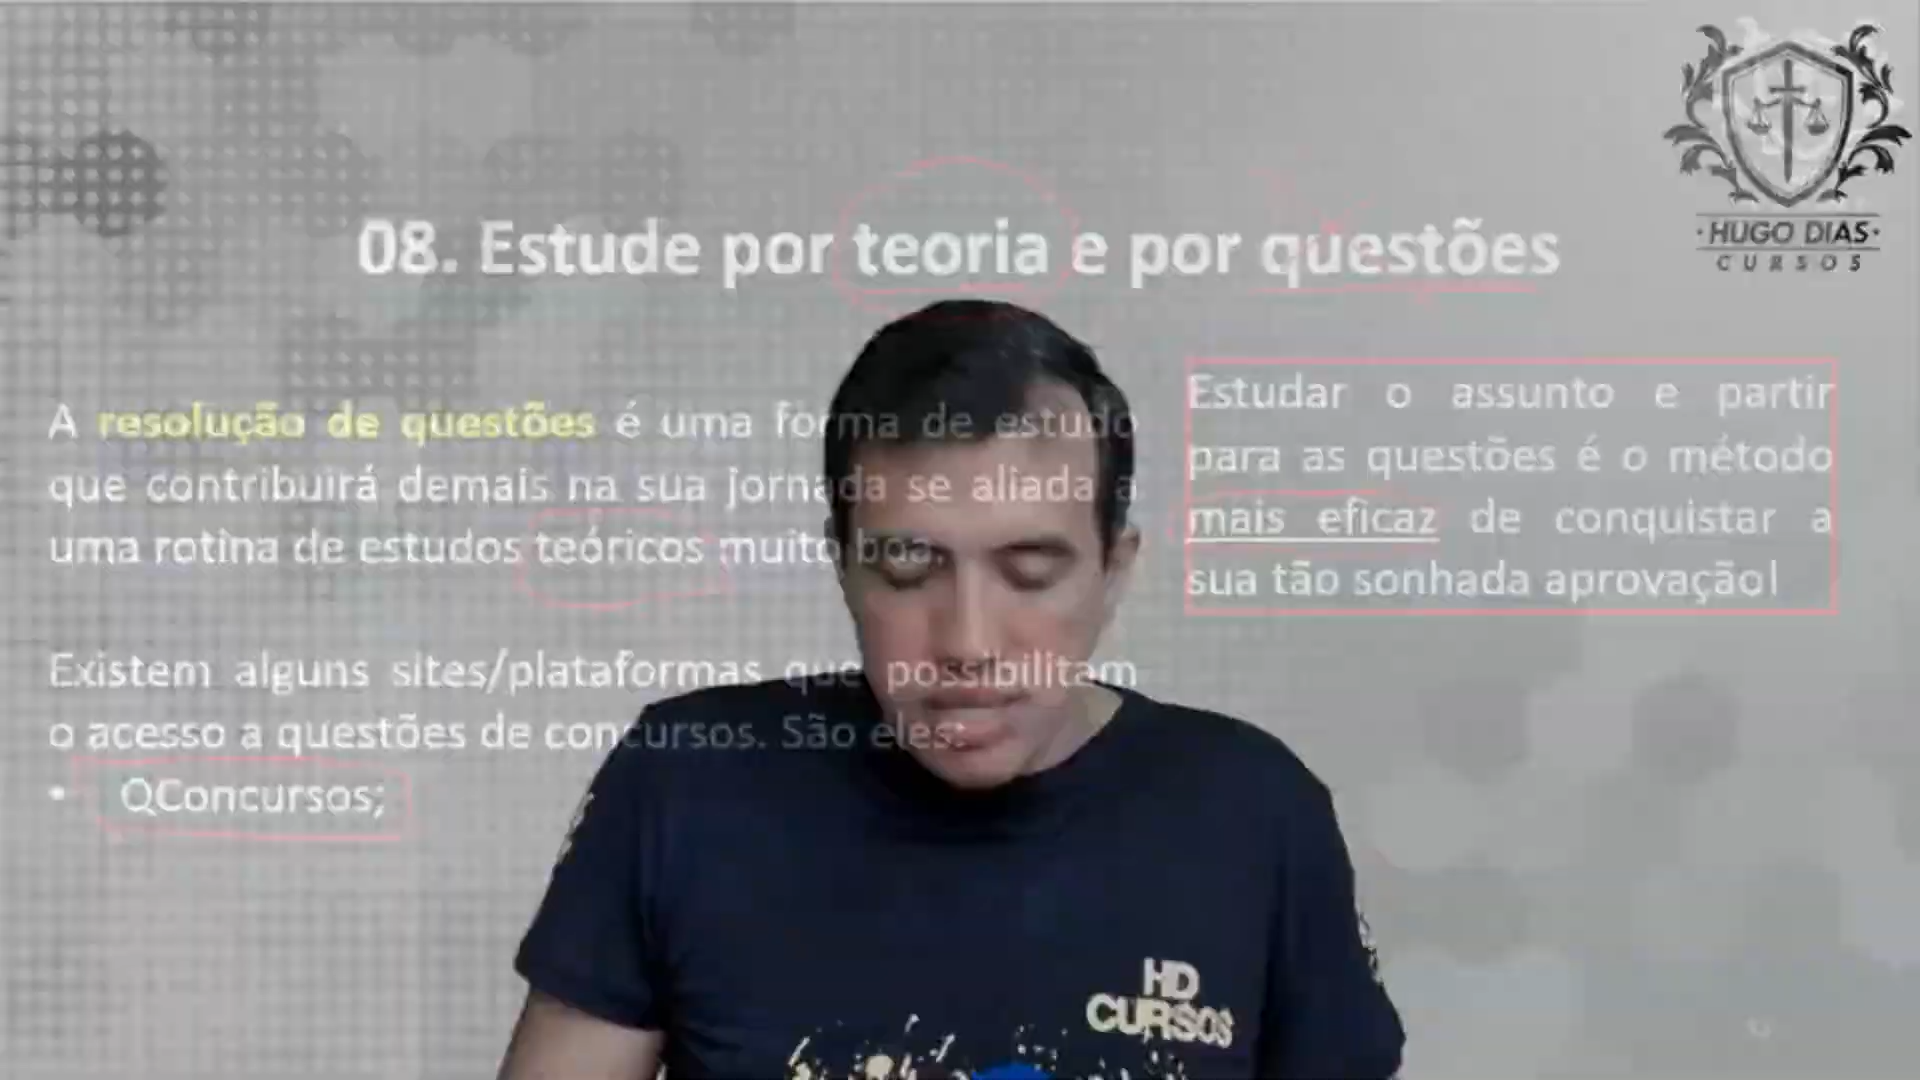 08. Estude por teoria e por questões
A resolução de questões é uma forma de estudo
que contribuirá demais na sua jornada se aliada a
uma rotina de estudos teóricos muito boa.
Existem alguns sites/plataformas que possibilitam
o acesso a questões de concursos. São eles:
• QConcursos;
Estudar o assunto e partir
para as questões é o método
mais eficaz de conquistar a
sua tão sonhada aprovação!
·HUGO DIAS·
CURSOS
HD
CURSOS